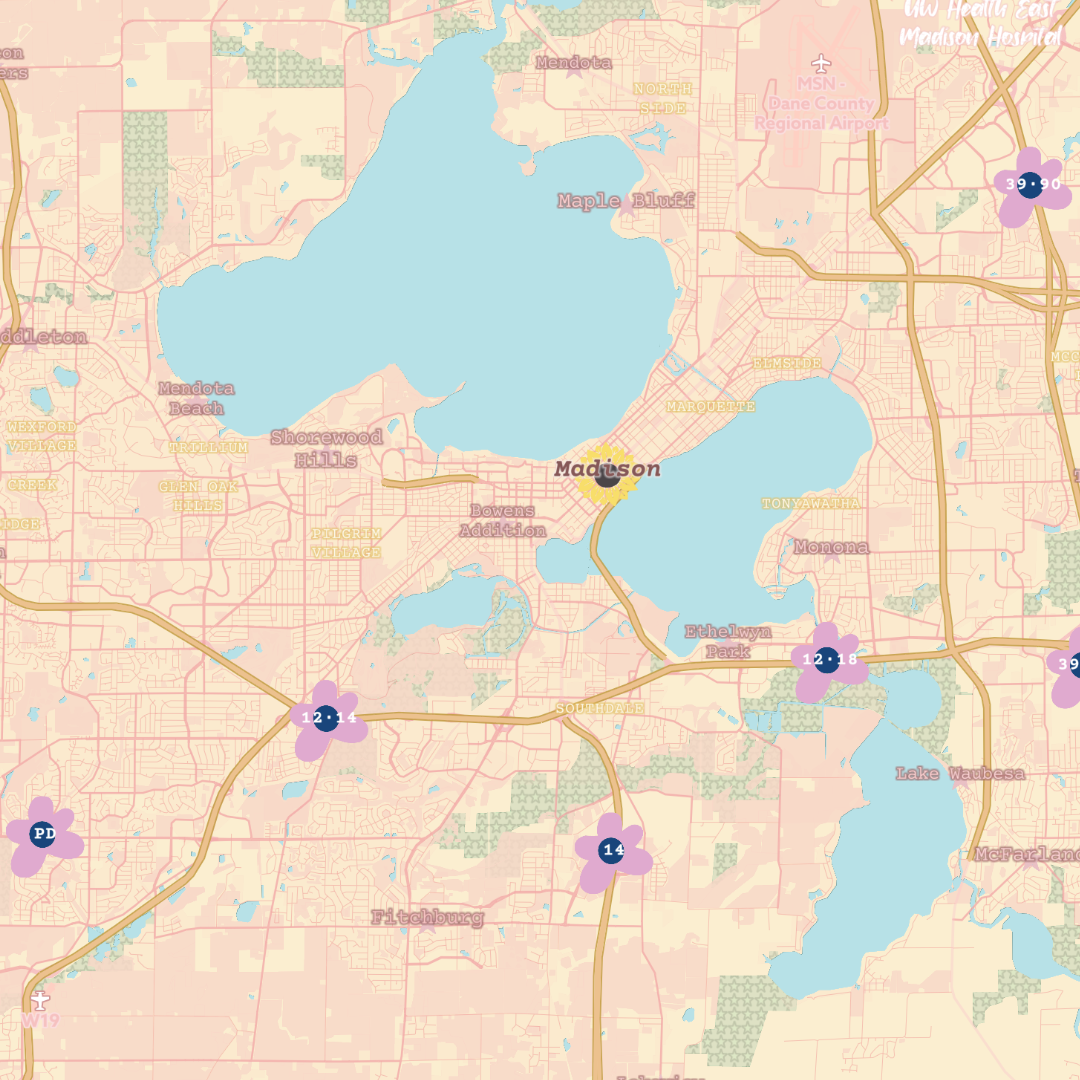 UW Health East
Madison Hospital
Mendota
MSN -
Dane County
Regional Airport
NORTH
SIDE
39·90
Maple Bluff
ddleton
ELMSIDE
Mendota
Beach
MARQUETTE
WEXFORD
VILLAGE
TRILLIUM
Shorewood
Hills
Madison
CREEK
GLEN OAK
HILLS
TONYAWATHA
Bowens
Addition
IDGE
PILGRIM
VILLAGE
Monona
Ethelwyn
Park
12·18
39
12·14
SOUTHDALE
Lake Waubesa
PD
14
McFarland
Fitchburg
W19